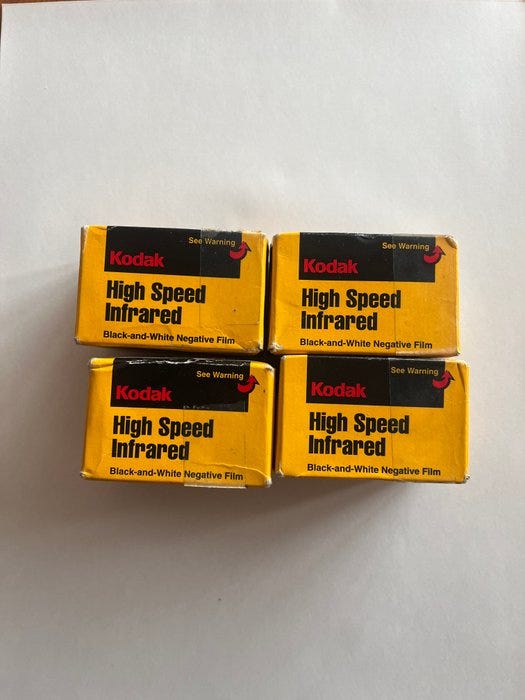 See Warning
Kodak
High Speed
Infrared
Black-and-White Negative Film
See Warning
Kodak
High Speed
Infrared
Black-and-White Negative Film
See Warning
Kodak
High Speed
Infrared
Black-and-White Negative Film
See Warning
Kodak
High Speed
Infrared
Black-and-White Negative Film